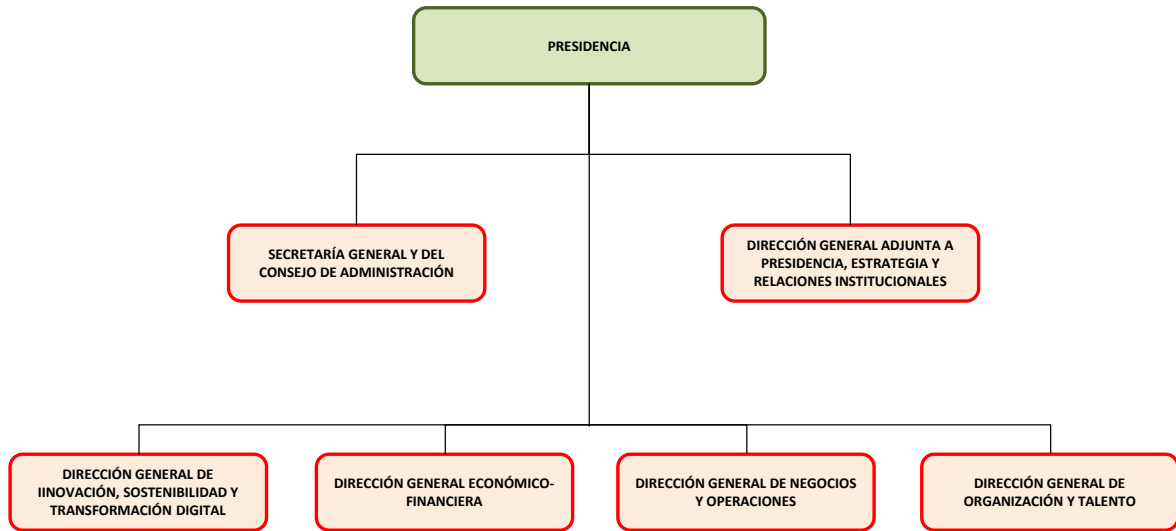 PRESIDENCIA
SECRETARÍA GENERAL Y DEL
CONSEJO DE ADMINISTRACIÓN
DIRECCIÓN GENERAL ADJUNTA A
PRESIDENCIA, ESTRATEGIA Y
RELACIONES INSTITUCIONALES
DIRECCIÓN GENERAL DE
IINOVACIÓN, SOSTENIBILIDAD Y
TRANSFORMACIÓN DIGITAL
DIRECCIÓN GENERAL ECONÓMICO-
FINANCIERA
DIRECCIÓN GENERAL DE NEGOCIOS
Y OPERACIONES
DIRECCIÓN GENERAL DE
ORGANIZACIÓN Y TALENTO